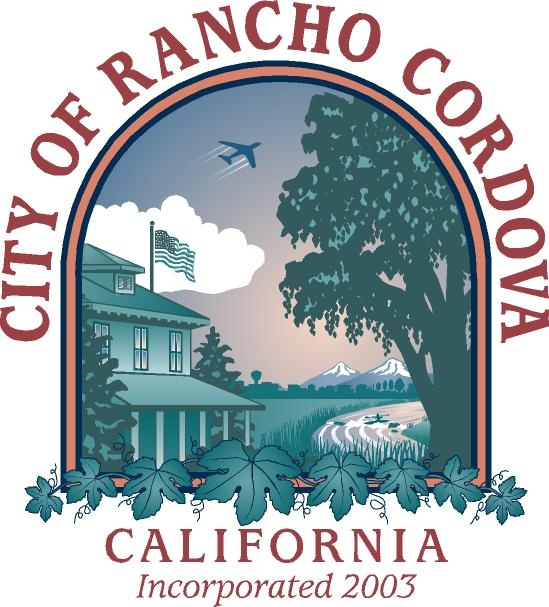 CITY OF RANCHO CORDOVA
CALIFORNIA
Incorporated 2003